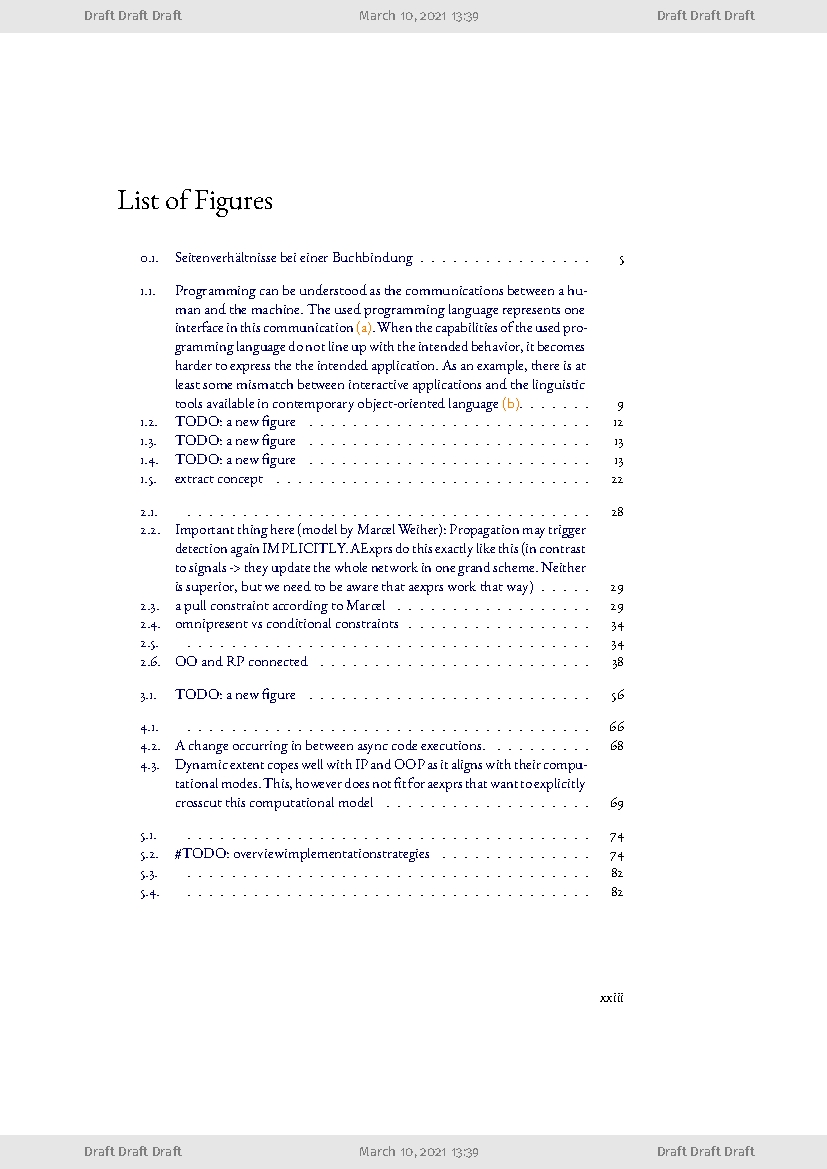 Draft Draft Draft March 10, 2021 13:39 Draft Draft Draft
List of Figures
0.1. Seitenverhältnisse bei einer Buchbindung . . . . . . . . . . . . . . . . 5
1.1. Programming can be understood as the communications between a hu-
man and the machine. The used programming language represents one
interface in this communication (a). When the capabilities of the used pro-
gramming language do not line up with the intended behavior, it becomes
harder to express the the intended application. As an example, there is at
least some mismatch between interactive applications and the linguistic
tools available in contemporary object-oriented language (b). . . . . . . 9
1.2. TODO: a new figure . . . . . . . . . . . . . . . . . . . . . . . . . . 12
1.3. TODO: a new figure . . . . . . . . . . . . . . . . . . . . . . . . . . 13
1.4. TODO: a new figure . . . . . . . . . . . . . . . . . . . . . . . . . . 13
1.5. extract concept . . . . . . . . . . . . . . . . . . . . . . . . . . . . . 22
2.1. . . . . . . . . . . . . . . . . . . . . . . . . . . . . . . . . . . . . . 28
2.2. Important thing here (model by Marcel Weiher): Propagation may trigger
detection again IMPLICITLY. AExprs do this exactly like this (in contrast
to signals -> they update the whole network in one grand scheme. Neither
is superior, but we need to be aware that aexprs work that way) . . . . . 29
2.3. a pull constraint according to Marcel . . . . . . . . . . . . . . . . . . 29
2.4. omnipresent vs conditional constraints . . . . . . . . . . . . . . . . . 34
2.5. . . . . . . . . . . . . . . . . . . . . . . . . . . . . . . . . . . . . . 34
2.6. OO and RP connected . . . . . . . . . . . . . . . . . . . . . . . . . 38
3.1. TODO: a new figure . . . . . . . . . . . . . . . . . . . . . . . . . . 56
4.1. . . . . . . . . . . . . . . . . . . . . . . . . . . . . . . . . . . . . . 66
4.2. A change occurring in between async code executions. . . . . . . . . . 68
4.3. Dynamic extent copes well with IP and OOP as it aligns with their compu-
tational modes. This, however does not fit for aexprs that want to explicitly
crosscut this computational model . . . . . . . . . . . . . . . . . . . 69
5.1. . . . . . . . . . . . . . . . . . . . . . . . . . . . . . . . . . . . . . 74
5.2. #TODO: overviewimplementationstrategies . . . . . . . . . . . . . . 74
5.3. . . . . . . . . . . . . . . . . . . . . . . . . . . . . . . . . . . . . . 82
5.4. . . . . . . . . . . . . . . . . . . . . . . . . . . . . . . . . . . . . . 82
xxiii
Draft Draft Draft March 10, 2021 13:39 Draft Draft Draft